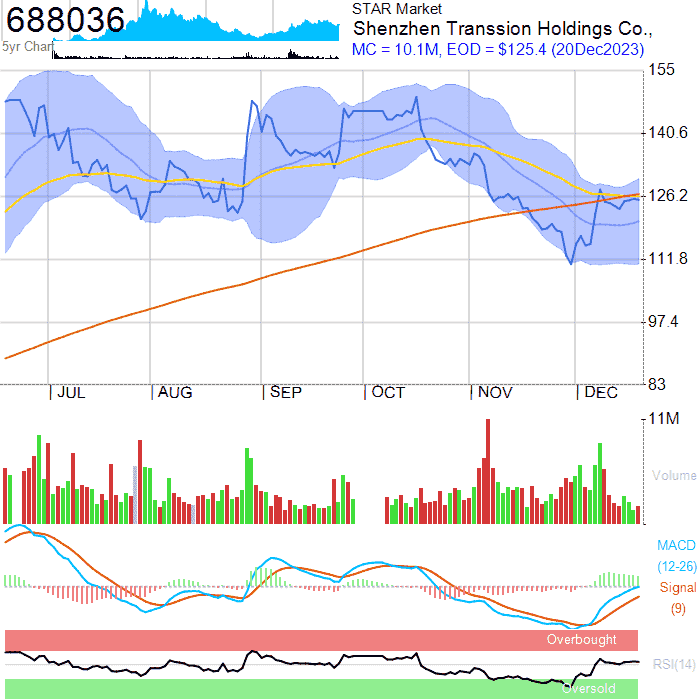 688036
5yr Chart
STAR Market
Shenzhen Transsion Holdings Co.,
MC = 10.1M, EOD = $125.4 (20Dec2023)
155
140.6
126.2
111.8
97.4
83
JUL AUG SEP OCT NOV DEC
11M
Volume
MACD
(12-26)
Signal
(9)
Overbought
RSI(14)
Oversold